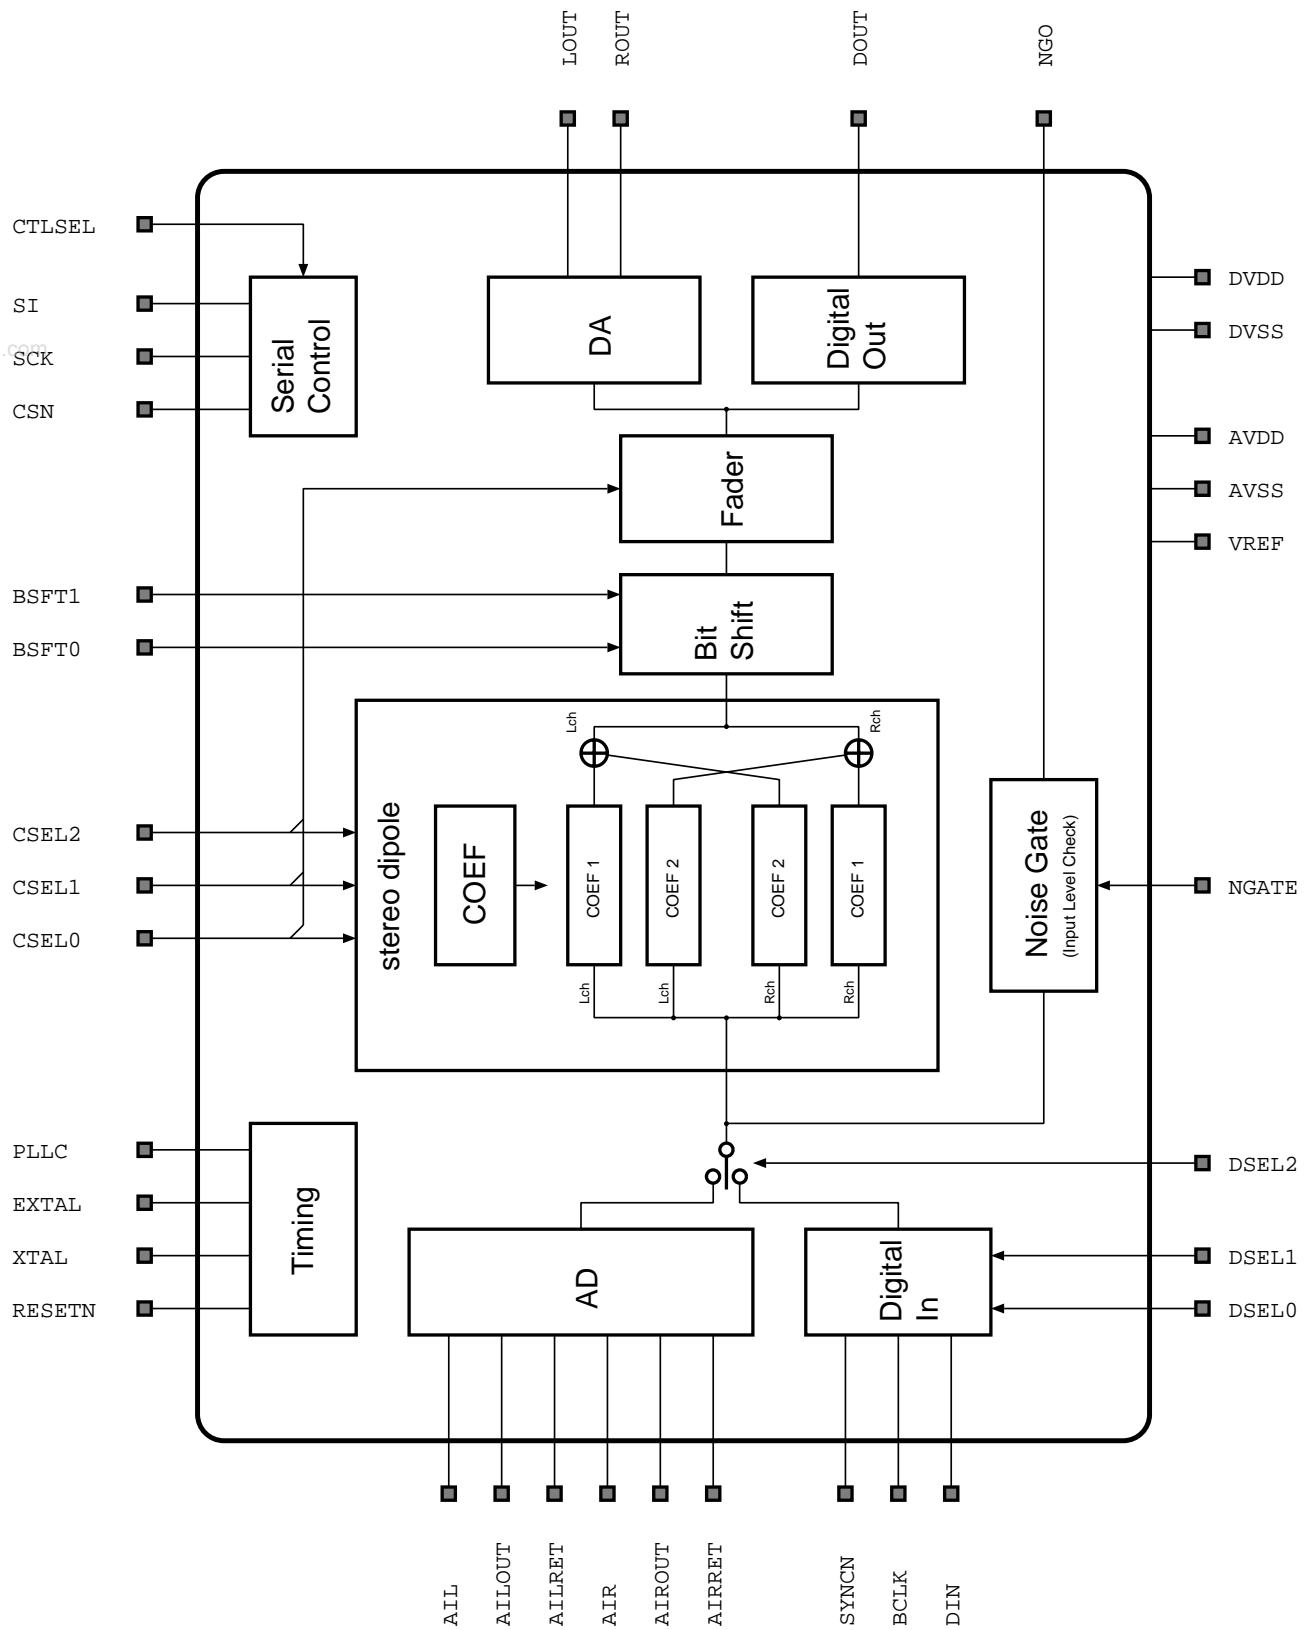 LOUT
ROUT
DOUT
NGO
CTLSEL
SI
.com
SCK
CSN
Serial
Control
DA
Digital
Out
DVDD
DVSS
AVDD
AVSS
VREF
Fader
BSFT1
BSFT0
Bit
Shift
Lch
Rch
CSEL2
CSEL1
CSEL0
stereo dipole
COEF
COEF 1
COEF 2
COEF 2
COEF 1
Lch
Lch
Rch
Rch
Noise Gate
(Input Level Check)
NGATE
PLLC
EXTAL
XTAL
RESETN
Timing
AD
Digital
In
DSEL2
DSEL1
DSEL0
AIL
AILOUT
AILRET
AIR
AIROUT
AIRRET
SYNCN
BCLK
DIN